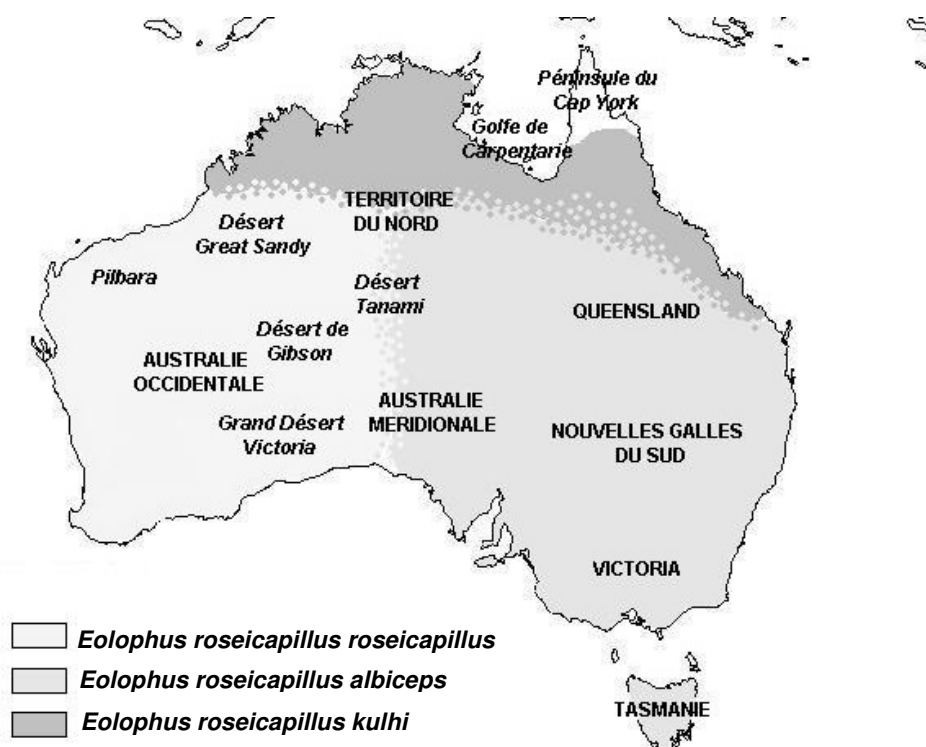 Péninsule du
Cap York
Golfe de
Carpentarie
TERRITOIRE
DU NORD
Désert
Great Sandy
Pilbara
Désert
Tanami
QUEENSLAND
Désert de
Gibson
AUSTRALIE
OCCIDENTALE
AUSTRALIE
MERIDIONALE
Grand Désert
Victoria
NOUVELLES GALLES
DU SUD
VICTORIA
Eolophus roseicapillus roseicapillus
Eolophus roseicapillus albiceps
Eolophus roseicapillus kulhi
TASMANIE